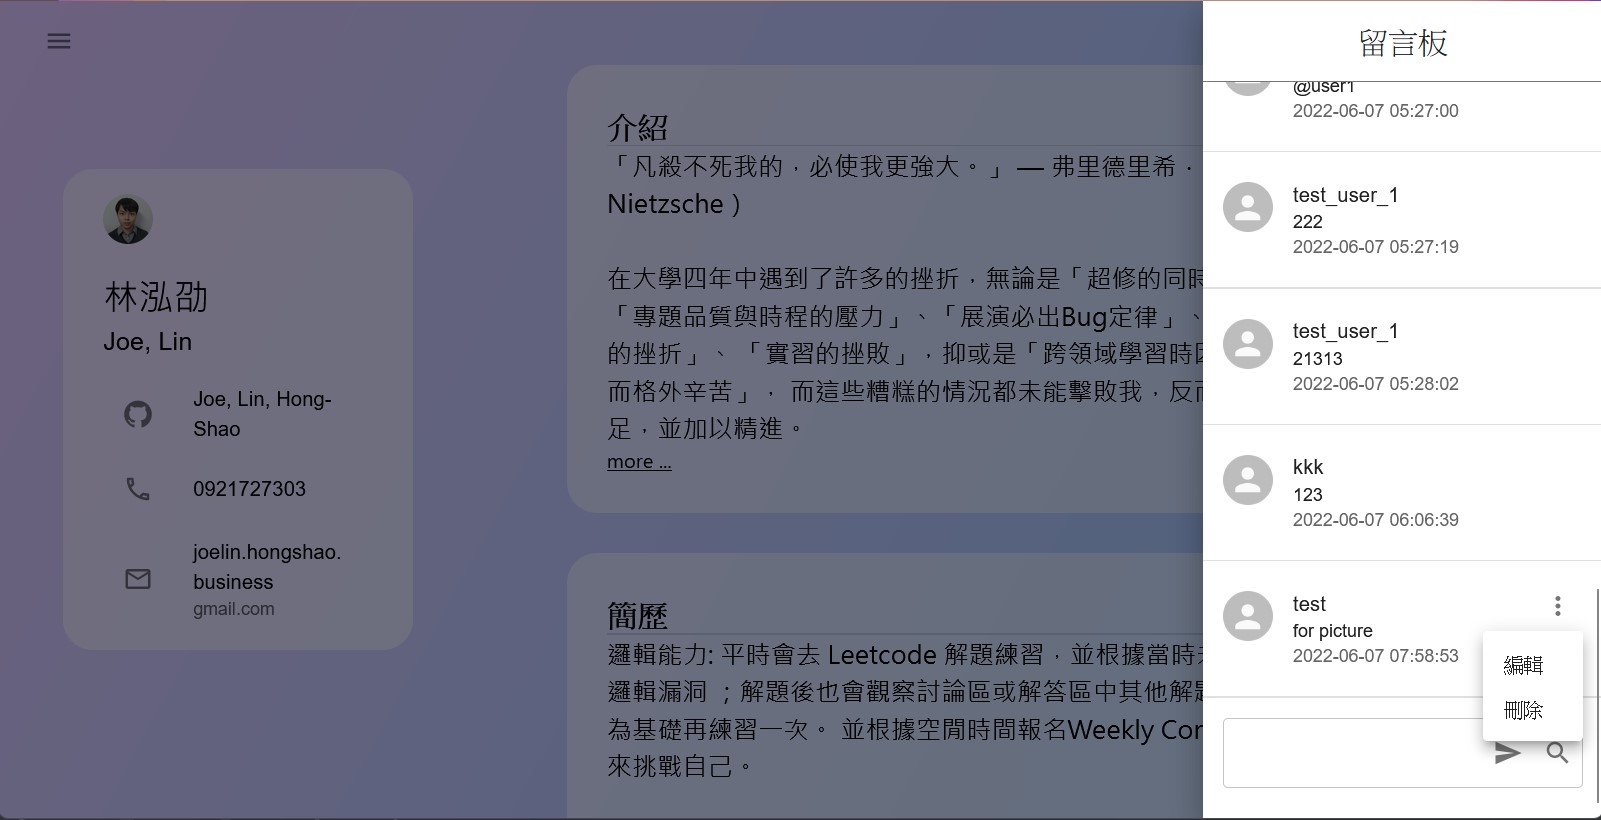 林泓劭
Joe, Lin
Joe, Lin, Hong-
Shao
0921727303
joelin.hongshao.
business
gmail.com
介紹
「凡殺不死我的，必使我更強大。」 — 弗里德里希．
Nietzsche )
在大學四年中遇到了許多的挫折，無論是「超修的同時
「專題品質與時程的壓力」、「展演必出Bug定律」、
的挫折」、 「實習的挫敗」，抑或是「跨領域學習時因
而格外辛苦」， 而這些糟糕的情況都未能擊敗我，反而
足，並加以精進。
more ...
簡歷
邏輯能力: 平時會去 Leetcode 解題練習，並根據當時未
邏輯漏洞 ；解題後也會觀察討論區或解答區中其他解題
為基礎再練習一次。 並根據空閒時間報名Weekly Con
來挑戰自己。
留言板
@user1
2022-06-07 05:27:00
test_user_1
222
2022-06-07 05:27:19
test_user_1
21313
2022-06-07 05:28:02
kkk
123
2022-06-07 06:06:39
test
for picture
2022-06-07 07:58:53
編輯
刪除